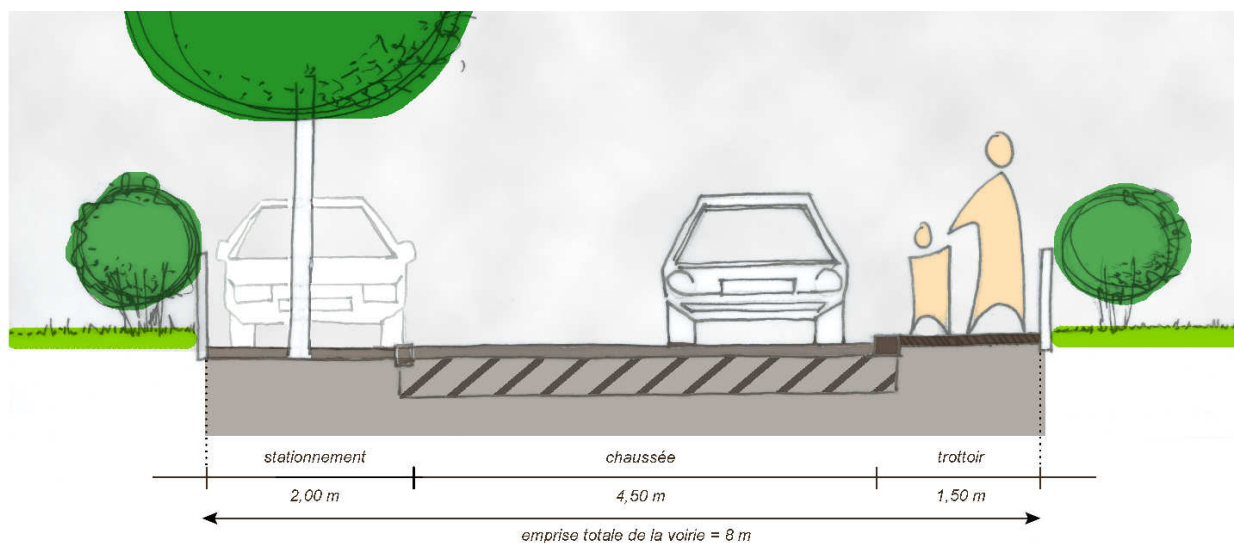 stationnement chaussée trottoir
2,00 m 4,50 m 1,50 m
emprise totale de la voirie = 8 m